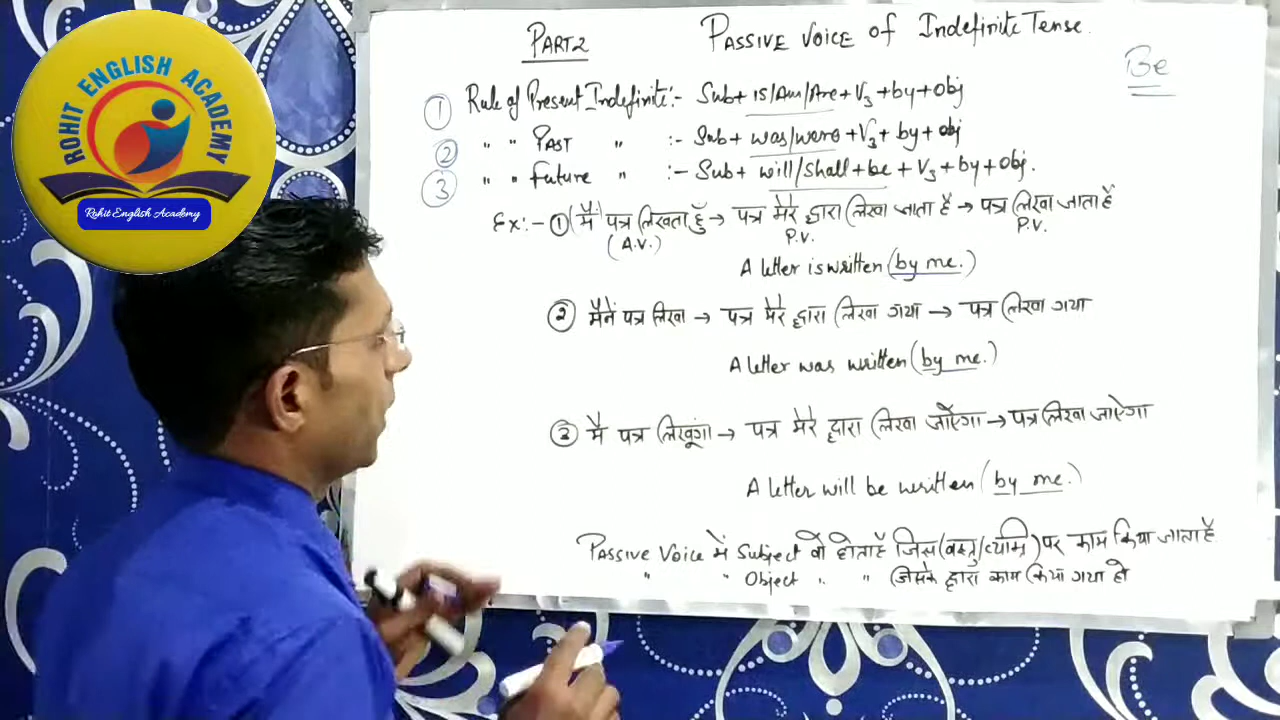 ROHIT ENGLISH ACADEMY
Rohit English Academy
PART2 PASSIVE VOICE of Indefinite Tense.
Be
① Rule of Present Indefinite:- Sub+ is/Am/Are+V3+by+obj
② " " PAST " :- Sub+ was/were+V3+ by+ obj
③ " " future " :- Sub+ will/shall+be + V3+by+obj.
Ex:- ① (मैं) पत्र लिखता हुँ → पत्र मेरे द्वारा लिखा जाता हैं → पत्र लिखा जाता हैं
(A.V.) P.V. P.V.
A letter is written (by me.)
② मैनें पत्र लिखा → पत्र मेरे द्वारा लिखा गया → पत्र लिखा गया
A letter was written (by me.)
③ मै पत्र लिखूंगा → पत्र मेरे द्वारा लिखा जाऐगा → पत्र लिखा जाऐगा
A letter will be written (by me.)
Passive Voice में Subject वो होता हैं जिस (वस्तु/व्यक्ति) पर काम किया जाता हैं
" " Object " " जिसके द्वारा काम किया गया हो